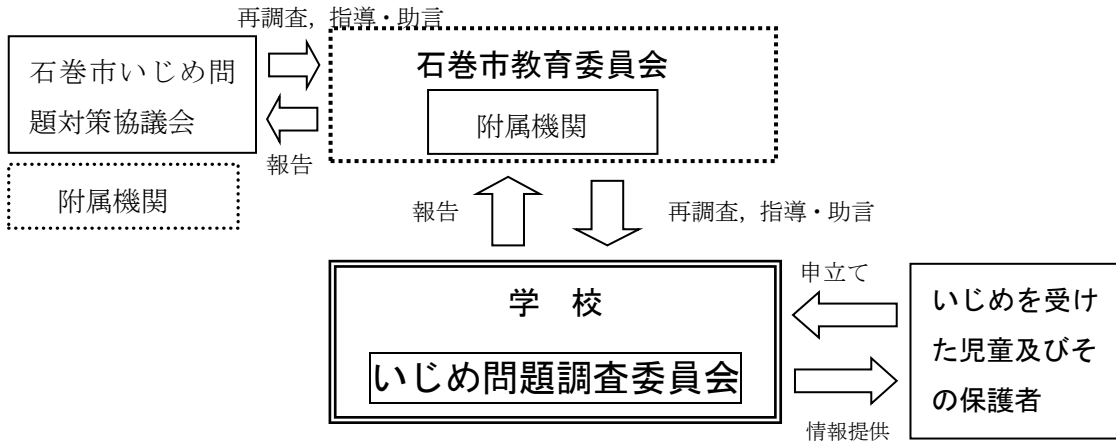 再調査，指導・助言
石巻市いじめ問
題対策協議会
報告
附属機関
石巻市教育委員会
附属機関
報告
再調査，指導・助言
学　校
いじめ問題調査委員会
申立て
情報提供
いじめを受け
た児童及びそ
の保護者